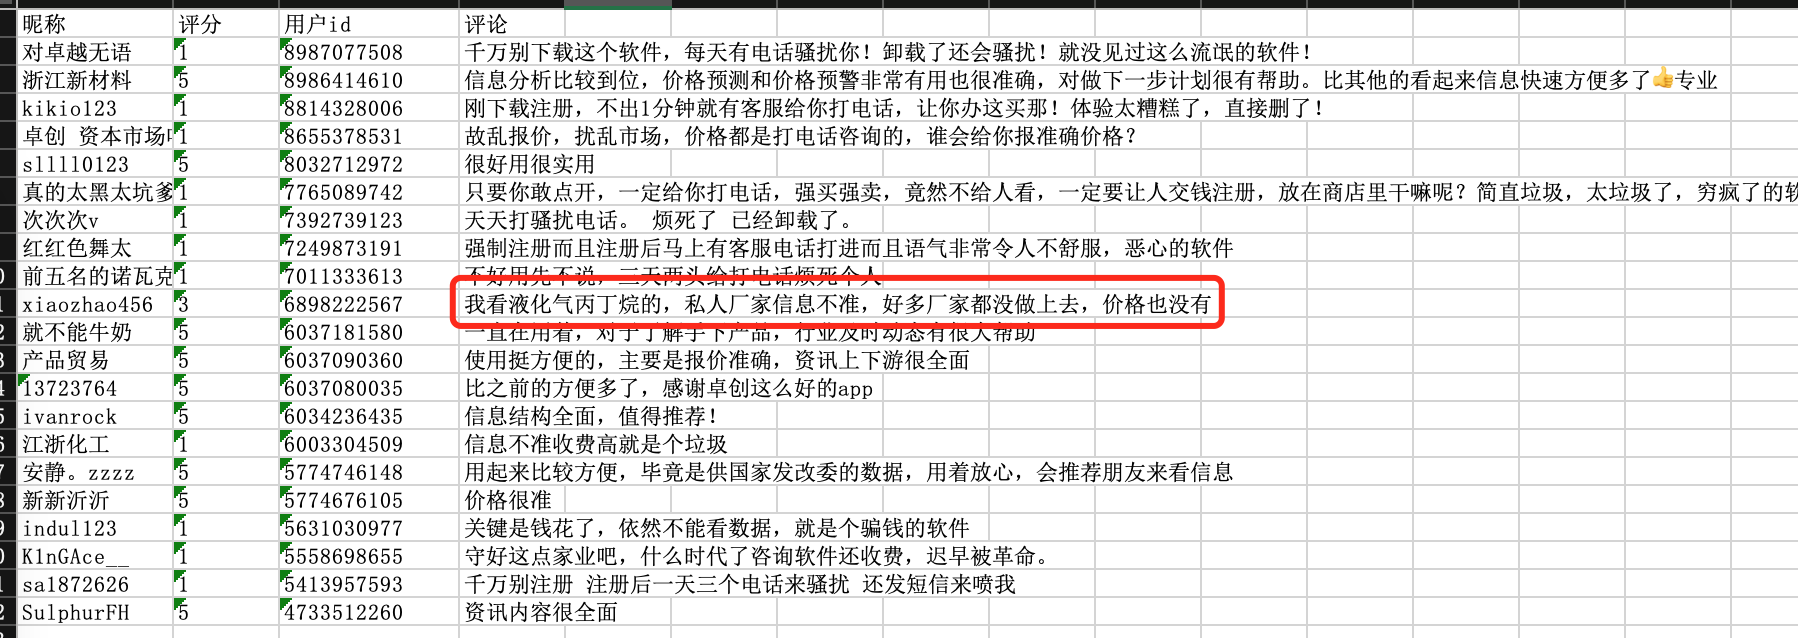 昵称 评分 用户id 评论
对卓越无语 1 8987077508 千万别下载这个软件，每天有电话骚扰你！卸载了还会骚扰！就没见过这么流氓的软件！
浙江新材料 5 8986414610 信息分析比较到位，价格预测和价格预警非常有用也很准确，对做下一步计划很有帮助。比其他的看起来信息快速方便多了👍专业
kikio123 1 8814328006 刚下载注册，不出1分钟就有客服给你打电话，让你办这买那！体验太糟糕了，直接删了！
卓创 资本市场 1 8655378531 故乱报价，扰乱市场，价格都是打电话咨询的，谁会给你报准确价格？
sllll0123 5 8032712972 很好用很实用
真的太黑太坑爹 1 7765089742 只要你敢点开，一定给你打电话，强买强卖，竟然不给人看，一定要让人交钱注册，放在商店里干嘛呢？简直垃圾，太垃圾了，穷疯了的软
次次次v 1 7392739123 天天打骚扰电话。 烦死了 已经卸载了。
红红色舞太 1 7249873191 强制注册而且注册后马上有客服电话打进而且语气非常令人不舒服，恶心的软件
前五名的诺瓦克 1 7011333613 不好用先不说，三天两头给打电话烦死个人
xiaozhao456 3 6898222567 我看液化气丙丁烷的，私人厂家信息不准，好多厂家都没做上去，价格也没有
就不能牛奶 5 6037181580 一直在用着，对于了解手下产品，行业及时动态有很大帮助
产品贸易 5 6037090360 使用挺方便的，主要是报价准确，资讯上下游很全面
13723764 5 6037080035 比之前的方便多了，感谢卓创这么好的app
ivanrock 5 6034236435 信息结构全面，值得推荐！
江浙化工 1 6003304509 信息不准收费高就是个垃圾
安静。zzzz 5 5774746148 用起来比较方便，毕竟是供国家发改委的数据，用着放心，会推荐朋友来看信息
新新沂沂 5 5774676105 价格很准
indul123 1 5631030977 关键是钱花了，依然不能看数据，就是个骗钱的软件
K1nGAce__ 1 5558698655 守好这点家业吧，什么时代了咨询软件还收费，迟早被革命。
sa1872626 1 5413957593 千万别注册 注册后一天三个电话来骚扰 还发短信来喷我
SulphurFH 5 4733512260 资讯内容很全面